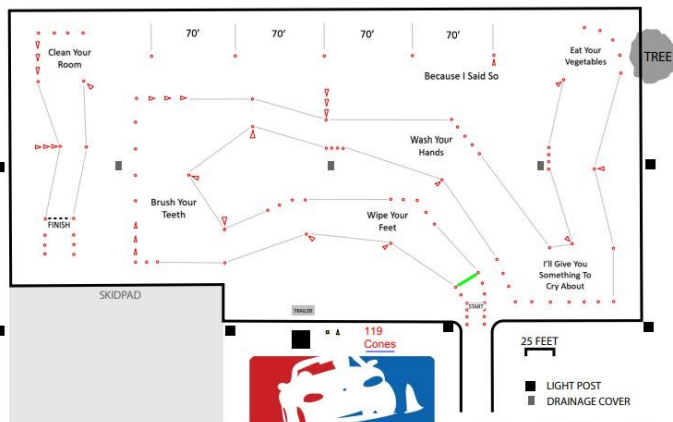 70’ 70’ 70’ 70’
Clean Your
Room
Eat Your
Vegetables
TREE
Because I Said So
Wash Your
Hands
Brush Your
Teeth
Wipe Your
Feet
FINISH
I'll Give You
Something To
Cry About
SKIDPAD
START
TRAILER
119
Cones
25 FEET
LIGHT POST
DRAINAGE COVER